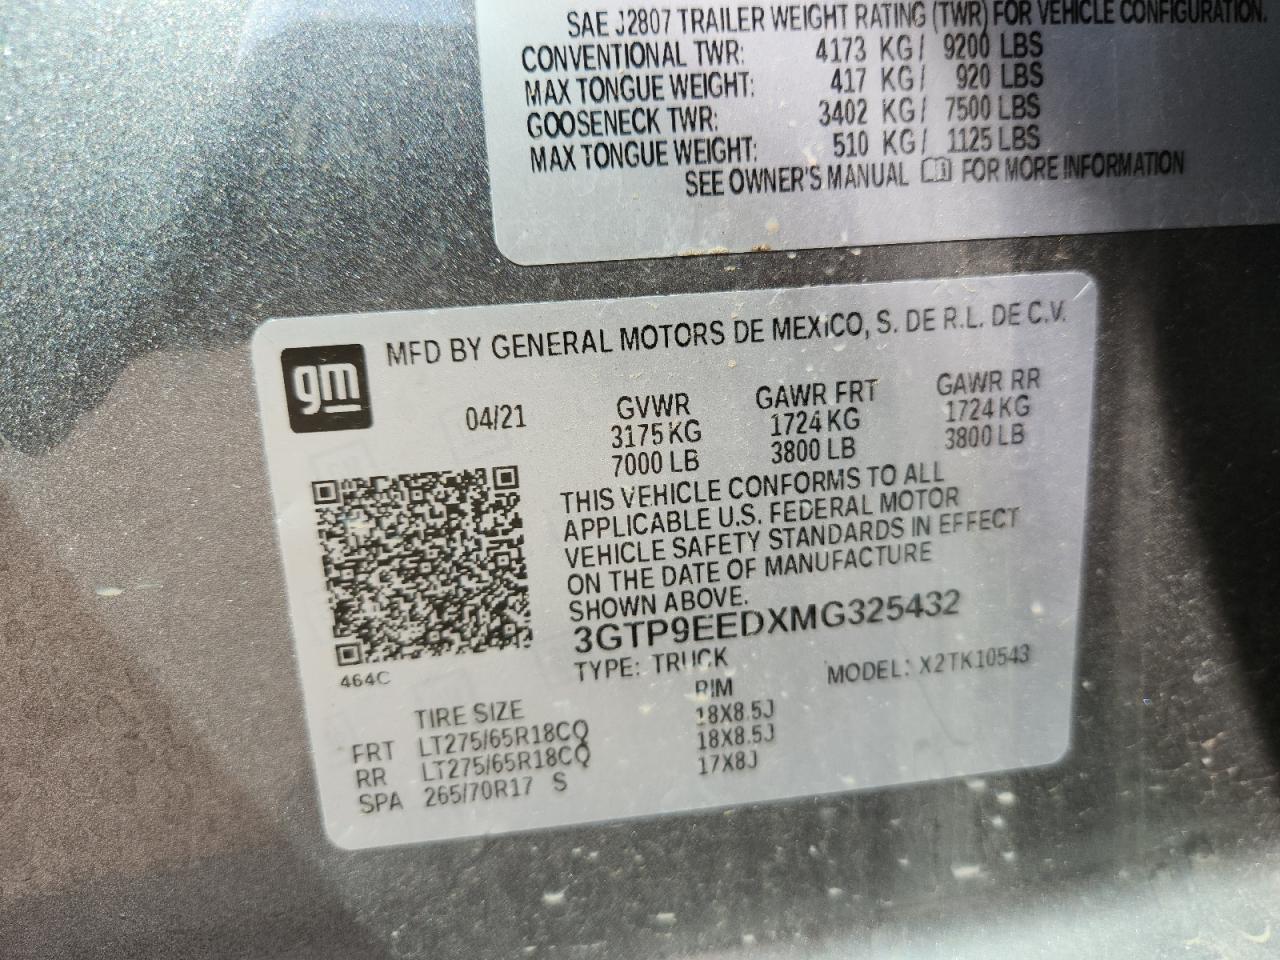 SAE J2807 TRAILER WEIGHT RATING (TWR) FOR VEHICLE CONFIGURATION.
CONVENTIONAL TWR: 4173 KG/ 9200 LBS
MAX TONGUE WEIGHT: 417 KG/ 920 LBS
GOOSENECK TWR: 3402 KG/ 7500 LBS
MAX TONGUE WEIGHT: 510 KG/ 1125 LBS
SEE OWNER'S MANUAL FOR MORE INFORMATION
gm
MFD BY GENERAL MOTORS DE MEXICO, S. DE R.L. DE C.V.
04/21 GVWR GAWR FRT GAWR RR
3175 KG 1724 KG 1724 KG
7000 LB 3800 LB 3800 LB
THIS VEHICLE CONFORMS TO ALL
APPLICABLE U.S. FEDERAL MOTOR
VEHICLE SAFETY STANDARDS IN EFFECT
ON THE DATE OF MANUFACTURE
SHOWN ABOVE.
3GTP9EEDXMG325432
TYPE: TRUCK MODEL: X2TK10543
464C
TIRE SIZE RIM
FRT LT275/65R18CQ 18X8.5J
RR LT275/65R18CQ 18X8.5J
SPA 265/70R17 S 17X8J